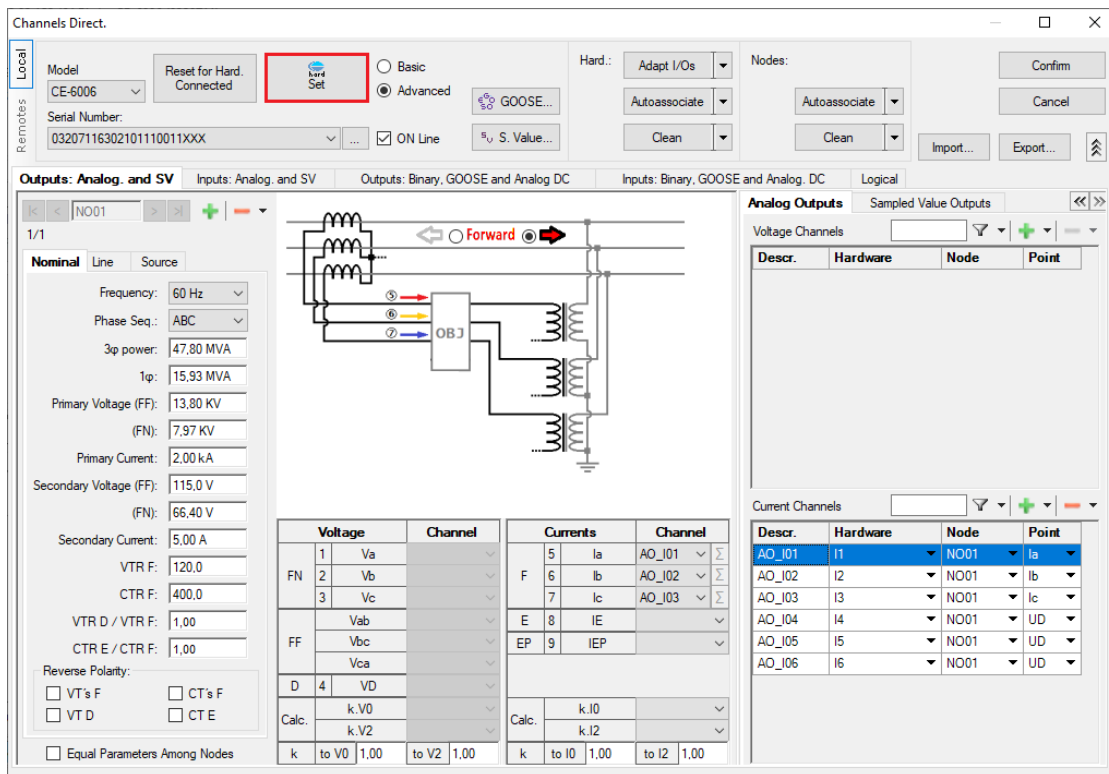 Channels Direct.
Local
Remotes
Model
CE-6006
Serial Number:
03207116302101110011XXX
...
Reset for Hard.
Connected
hard
Set
Basic
Advanced
ON Line
GOOSE...
S. Value...
Hard.:
Adapt I/Os
Autoassociate
Clean
Nodes:
Autoassociate
Clean
Confirm
Cancel
Import...
Export...
Outputs: Analog. and SV
Inputs: Analog. and SV
Outputs: Binary, GOOSE and Analog DC
Inputs: Binary, GOOSE and Analog. DC
Logical
NO01
1/1
Nominal Line Source
Frequency: 60 Hz
Phase Seq.: ABC
3φ power: 47,80 MVA
1φ: 15,93 MVA
Primary Voltage (FF): 13,80 KV
(FN): 7,97 KV
Primary Current: 2,00 kA
Secondary Voltage (FF): 115,0 V
(FN): 66,40 V
Secondary Current: 5,00 A
VTR F: 120,0
CTR F: 400,0
VTR D / VTR F: 1,00
CTR E / CTR F: 1,00
Reverse Polarity:
VT's F CT's F
VT D CT E
Equal Parameters Among Nodes
Forward
5
6
7
OBJ
Voltage Channel
FN
1 Va
2 Vb
3 Vc
FF
Vab
Vbc
Vca
D 4 VD
Calc.
k.V0
k.V2
k to V0 1,00 to V2 1,00
Currents Channel
F
5 Ia AO_I01 Σ
6 Ib AO_I02 Σ
7 Ic AO_I03 Σ
E 8 IE
EP 9 IEP
Calc.
k.I0
k.I2
k to I0 1,00 to I2 1,00
Analog Outputs Sampled Value Outputs
Voltage Channels
Descr. Hardware Node Point
Current Channels
Descr. Hardware Node Point
AO_I01 I1 NO01 Ia
AO_I02 I2 NO01 Ib
AO_I03 I3 NO01 Ic
AO_I04 I4 NO01 UD
AO_I05 I5 NO01 UD
AO_I06 I6 NO01 UD